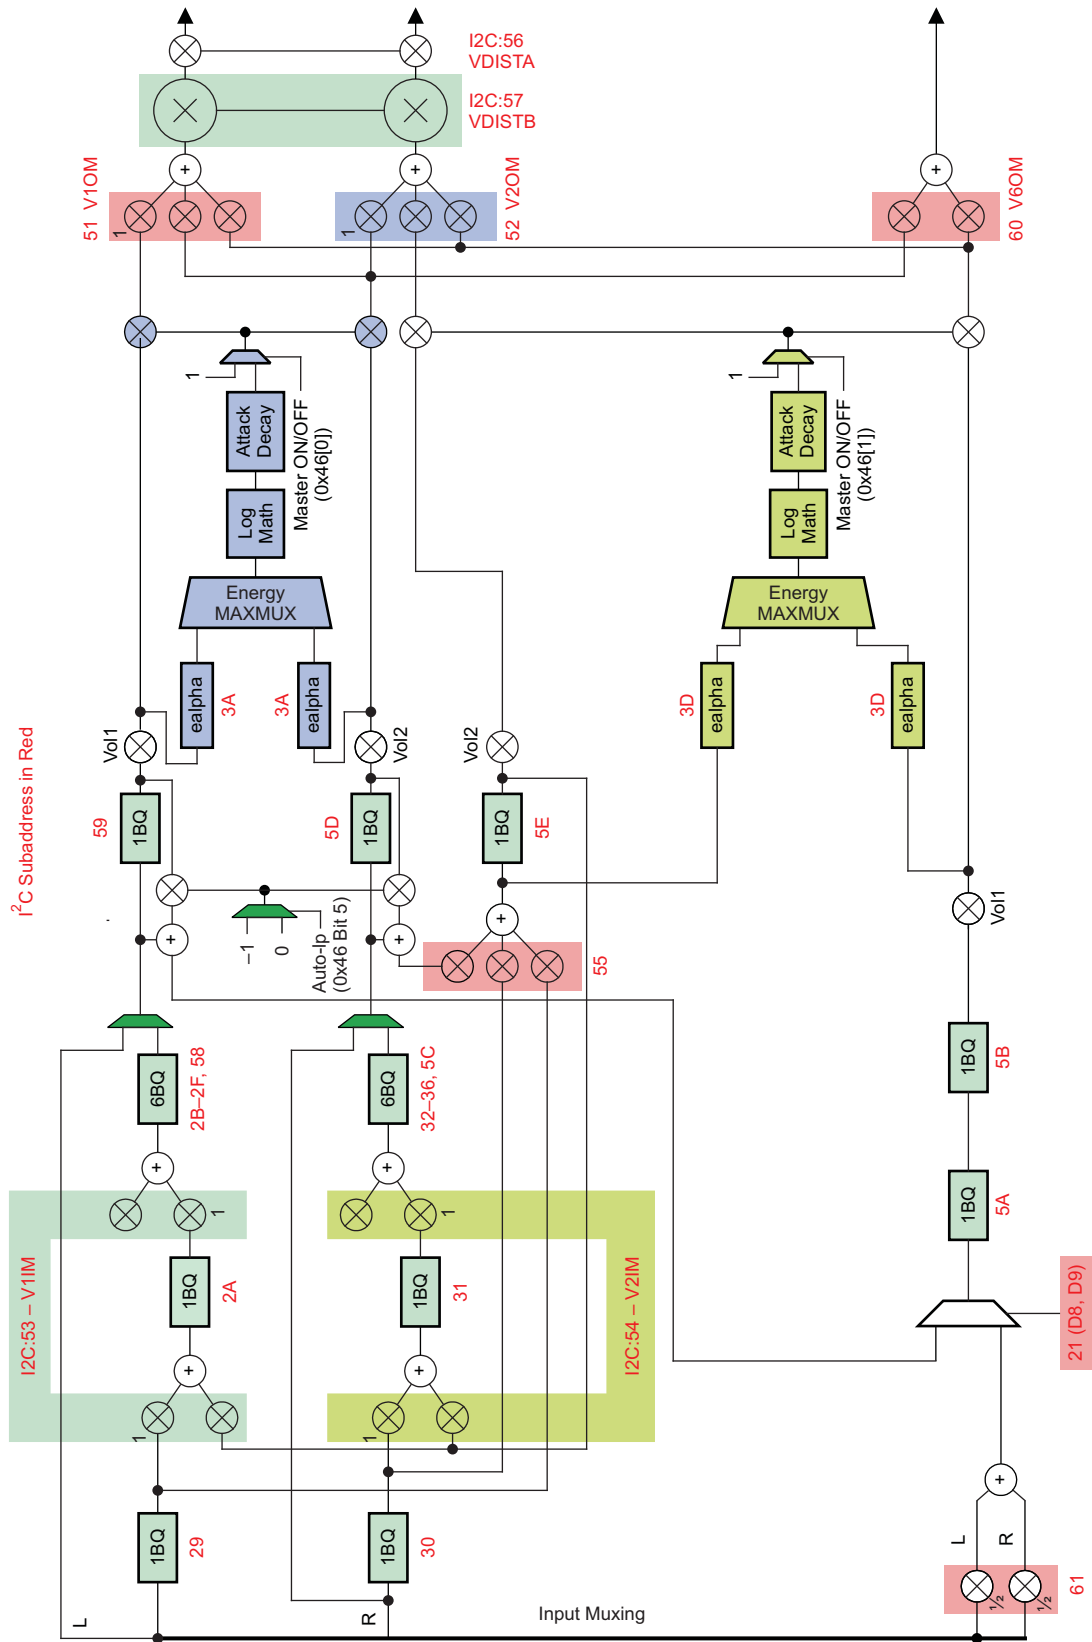 I2C:56
VDISTA
I2C:57
VDISTB
51 V1OM
52 V2OM
60 V6OM
1
1
1
Attack
Decay
Master ON/OFF
(0x46[0])
Log
Math
Energy
MAXMUX
ealpha
3A
ealpha
3A
1
Attack
Decay
Master ON/OFF
(0x46[1])
Log
Math
Energy
MAXMUX
ealpha
3D
ealpha
3D
I²C Subaddress in Red
Vol1
Vol2
Vol2
Vol1
59
1BQ
5D
1BQ
1BQ
5E
–1
0
Auto-lp
(0x46 Bit 5)
55
6BQ
2B–2F, 58
6BQ
32–36, 5C
1BQ
5B
1BQ
5A
I2C:53 – V1IM
1
1BQ
2A
1
I2C:54 – V2IM
1
1BQ
31
1
21 (D8, D9)
1BQ
29
1BQ
30
L
R
Input Muxing
L
R
½
½
61